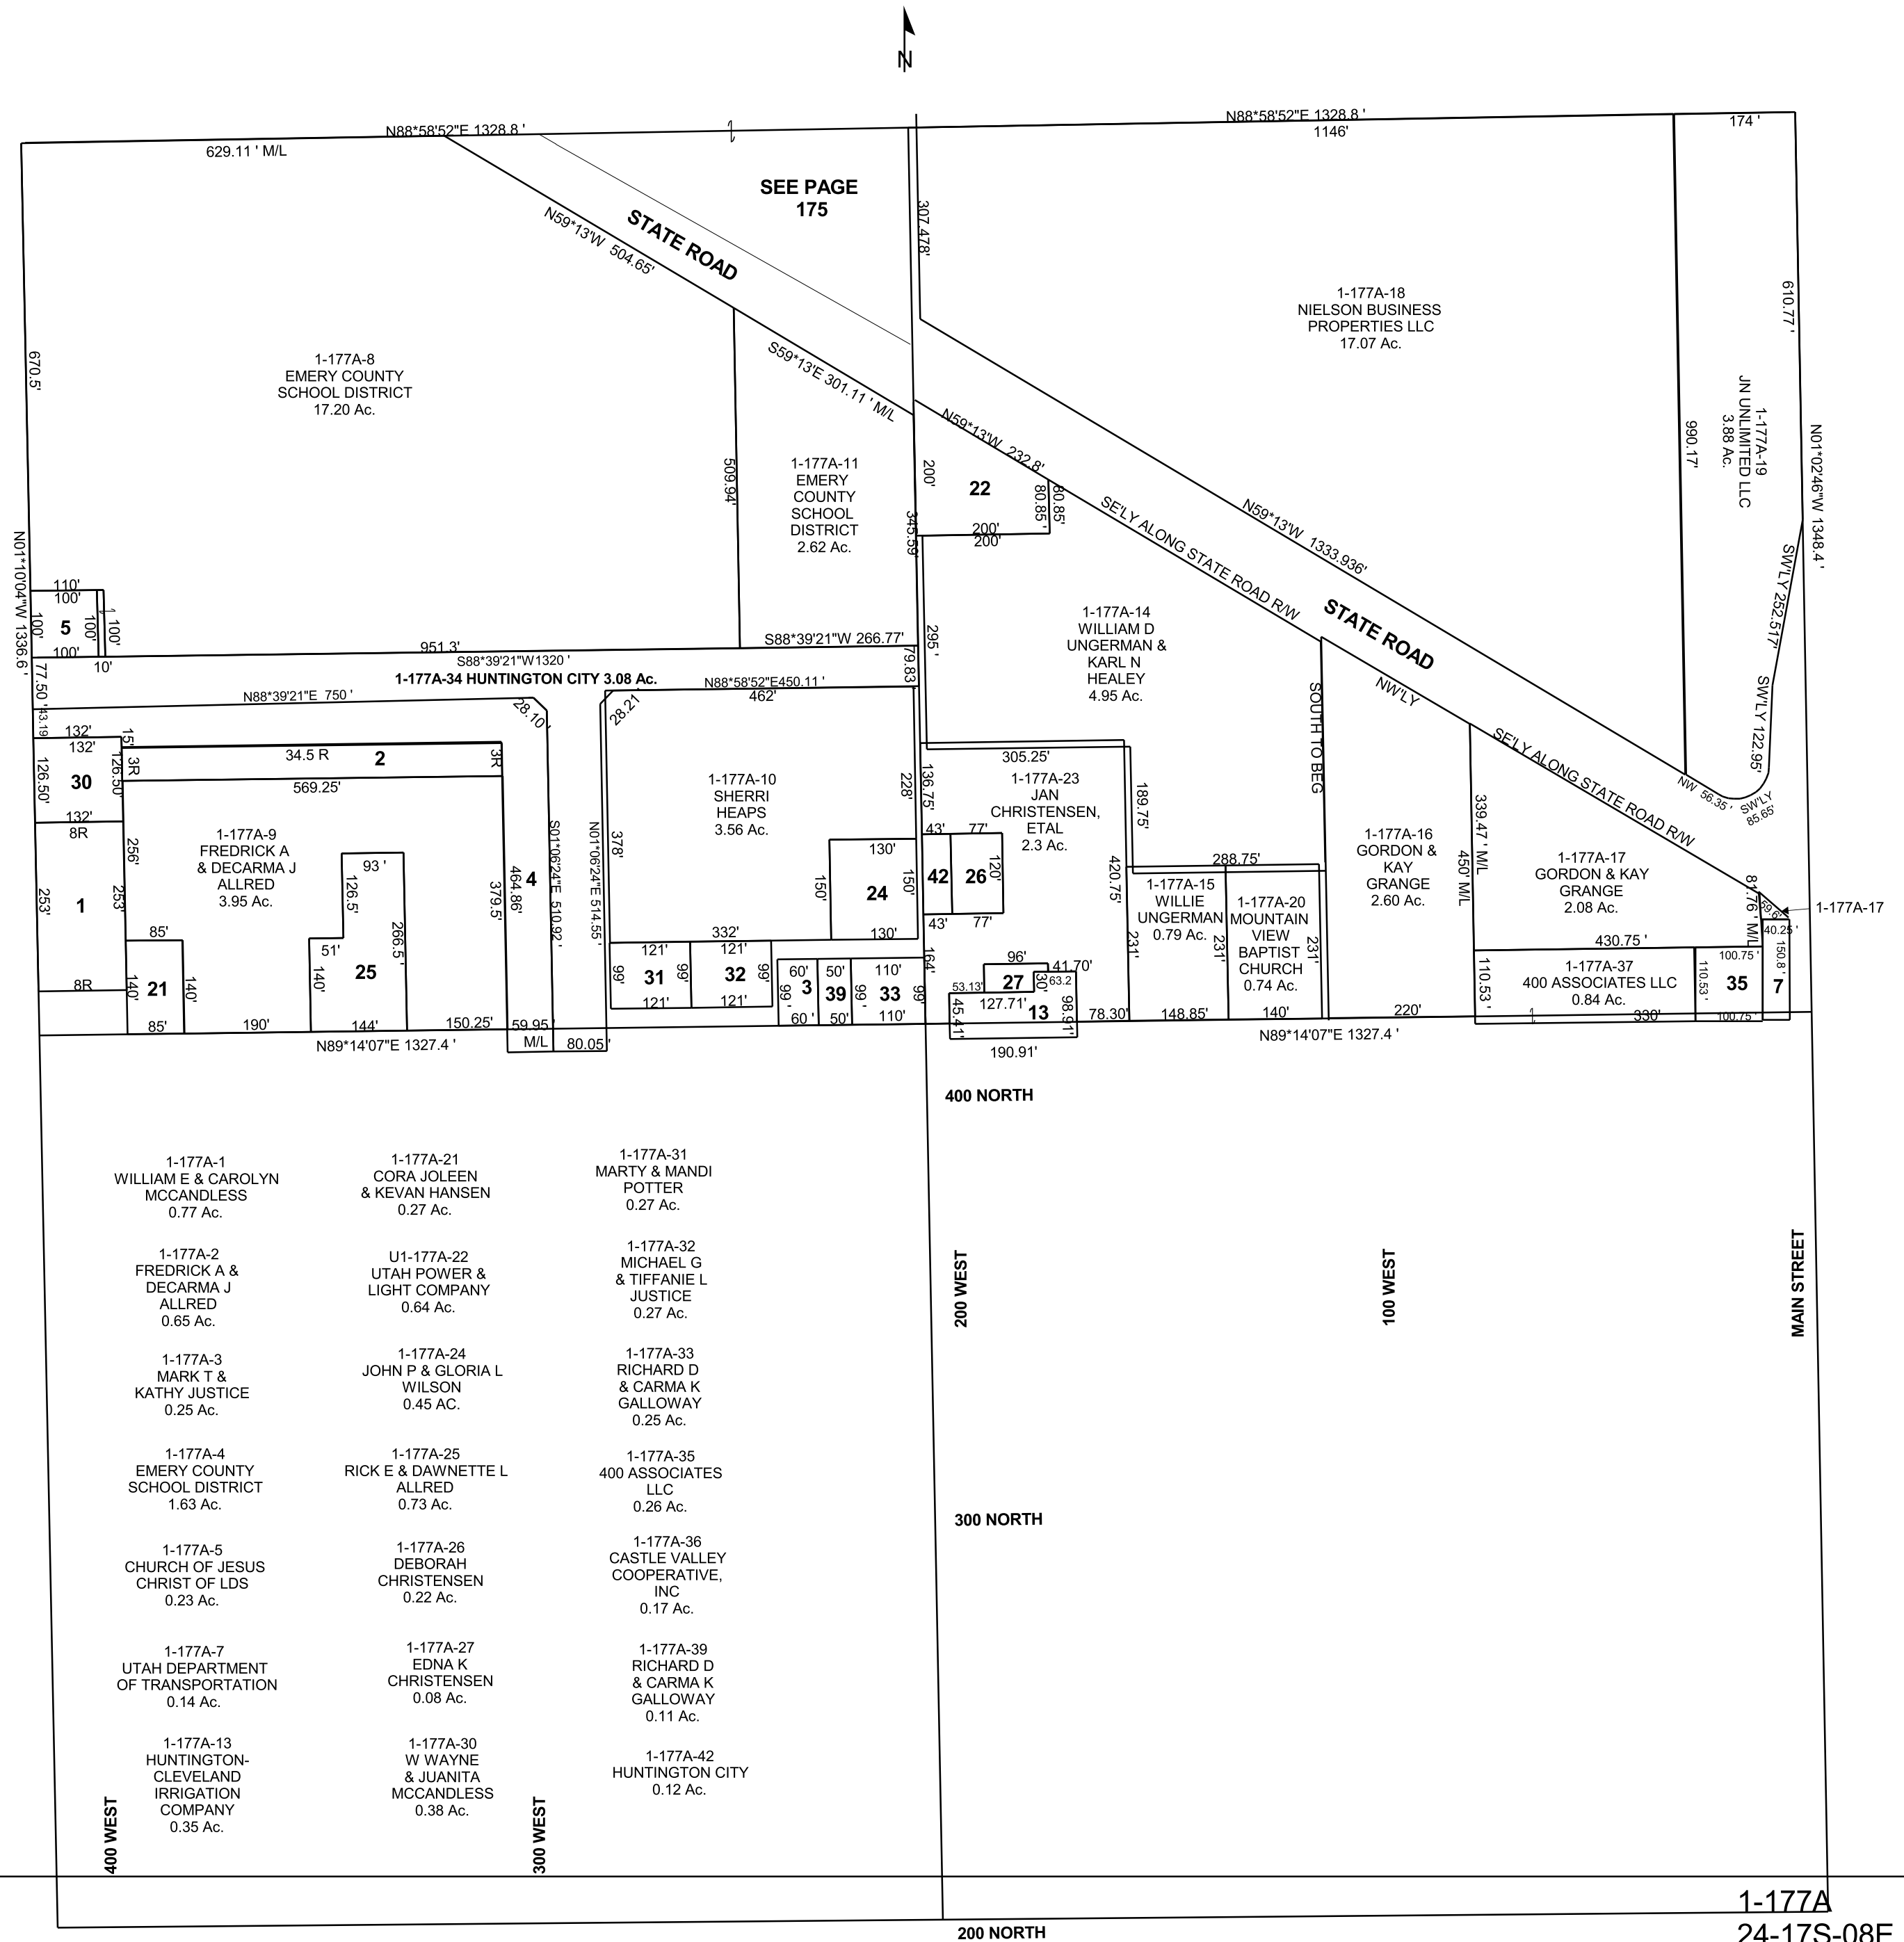 N
N88*58'52"E 1328.8 '
629.11 ' M/L
N88*58'52"E 1328.8 '
1146'
174 '
SEE PAGE
175
STATE ROAD
N59*13'W 504.65'
307.478'
1-177A-18
NIELSON BUSINESS
PROPERTIES LLC
17.07 Ac.
610.77 '
670.5'
1-177A-8
EMERY COUNTY
SCHOOL DISTRICT
17.20 Ac.
S59*13'E 301.11 ' M/L
1-177A-19
JN UNLIMITED LLC
3.88 Ac.
990.17'
N01*02'46"W 1348.4 '
N59*13'W 232.8'
509.94'
1-177A-11
EMERY
COUNTY
SCHOOL
DISTRICT
2.62 Ac.
200'
22
80.85'
80.85'
200'
200'
345.59'
SE'LY ALONG STATE ROAD R/W
N59*13'W 1333.936'
STATE ROAD
SW'LY 252.517'
N01*10'04"W 1336.6 '
110'
100'
100'
5
100'
100'
100'
10'
951.3'
S88*39'21"W 266.77'
S88*39'21"W1320 '
1-177A-34 HUNTINGTON CITY 3.08 Ac.
79.83
295 '
1-177A-14
WILLIAM D
UNGERMAN &
KARL N
HEALEY
4.95 Ac.
SOUTH TO BEG
NW'LY
SE'LY ALONG STATE ROAD R/W
SW'LY 122.95'
NW 56.35 '
SW'LY
85.65'
77.50 '
43.19
N88*39'21"E 750 '
28.10 '
28.21 '
N88*58'52"E450.11 '
462'
132'
132'
15'
126.50'
30
126.50'
132'
3R
34.5 R
2
3R
569.25'
8R
253'
1
253'
8R
256'
1-177A-9
FREDRICK A
& DECARMA J
ALLRED
3.95 Ac.
93 '
126.5'
51'
266.5 '
140'
25
379.5'
464.86'
4
S01*06'24"E 510.92 '
N01*06'24"E 514.55 '
378'
1-177A-10
SHERRI
HEAPS
3.56 Ac.
228'
130'
150'
150'
24
332'
130'
85'
140'
21
140'
85'
190'
144'
150.25'
59.95 '
M/L
80.05'
N89*14'07"E 1327.4 '
121'
99'
31
99'
121'
121'
32
99'
121'
60'
99 '
3
60 '
50'
39
99 '
50'
110'
33
99'
110'
136.75'
305.25'
1-177A-23
JAN
CHRISTENSEN,
ETAL
2.3 Ac.
43'
77'
42
26
120'
43'
77'
164'
189.75'
420.75'
288.75'
1-177A-15
WILLIE
UNGERMAN
0.79 Ac.
231'
231'
1-177A-20
MOUNTAIN
VIEW
BAPTIST
CHURCH
0.74 Ac.
231'
96'
41.70'
53.13'
27
30'
63.2
127.71'
13
45.41'
98.91'
190.91'
78.30'
148.85'
140'
220'
N89*14'07"E 1327.4 '
1-177A-16
GORDON &
KAY
GRANGE
2.60 Ac.
339.47 ' M/L
450' M/L
1-177A-17
GORDON & KAY
GRANGE
2.08 Ac.
81.76 ' M/L
59.6'
1-177A-17
40.25 '
430.75 '
100.75 '
150.8 '
110.53 '
1-177A-37
400 ASSOCIATES LLC
0.84 Ac.
110.53 '
35
7
330'
100.75 '
400 NORTH
1-177A-1
WILLIAM E & CAROLYN
MCCANDLESS
0.77 Ac.
1-177A-2
FREDRICK A &
DECARMA J
ALLRED
0.65 Ac.
1-177A-3
MARK T &
KATHY JUSTICE
0.25 Ac.
1-177A-4
EMERY COUNTY
SCHOOL DISTRICT
1.63 Ac.
1-177A-5
CHURCH OF JESUS
CHRIST OF LDS
0.23 Ac.
1-177A-7
UTAH DEPARTMENT
OF TRANSPORTATION
0.14 Ac.
1-177A-13
HUNTINGTON-
CLEVELAND
IRRIGATION
COMPANY
0.35 Ac.
1-177A-21
CORA JOLEEN
& KEVAN HANSEN
0.27 Ac.
U1-177A-22
UTAH POWER &
LIGHT COMPANY
0.64 Ac.
1-177A-24
JOHN P & GLORIA L
WILSON
0.45 AC.
1-177A-25
RICK E & DAWNETTE L
ALLRED
0.73 Ac.
1-177A-26
DEBORAH
CHRISTENSEN
0.22 Ac.
1-177A-27
EDNA K
CHRISTENSEN
0.08 Ac.
1-177A-30
W WAYNE
& JUANITA
MCCANDLESS
0.38 Ac.
1-177A-31
MARTY & MANDI
POTTER
0.27 Ac.
1-177A-32
MICHAEL G
& TIFFANIE L
JUSTICE
0.27 Ac.
1-177A-33
RICHARD D
& CARMA K
GALLOWAY
0.25 Ac.
1-177A-35
400 ASSOCIATES
LLC
0.26 Ac.
1-177A-36
CASTLE VALLEY
COOPERATIVE,
INC
0.17 Ac.
1-177A-39
RICHARD D
& CARMA K
GALLOWAY
0.11 Ac.
1-177A-42
HUNTINGTON CITY
0.12 Ac.
200 WEST
100 WEST
MAIN STREET
300 NORTH
400 WEST
300 WEST
200 NORTH
1-177A
24-17S-08E